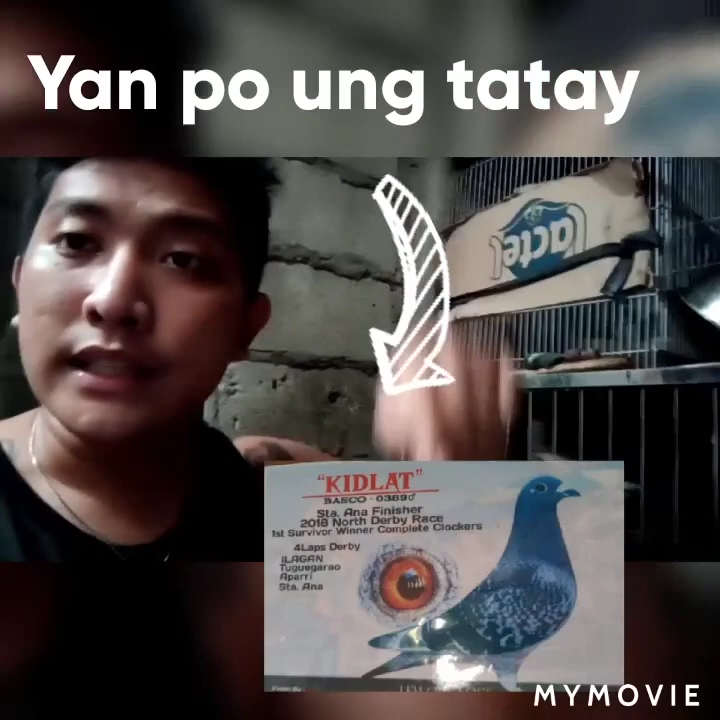 Yan po ung tatay
Lactel
"KIDLAT"
BASCO - 0389♂
Sta. Ana Finisher
2018 North Derby Race
1st Survivor Winner Complete Clockers
4Laps Derby
ILAGAN
Tuguegarao
Aparri
Sta. Ana
MYMOVIE